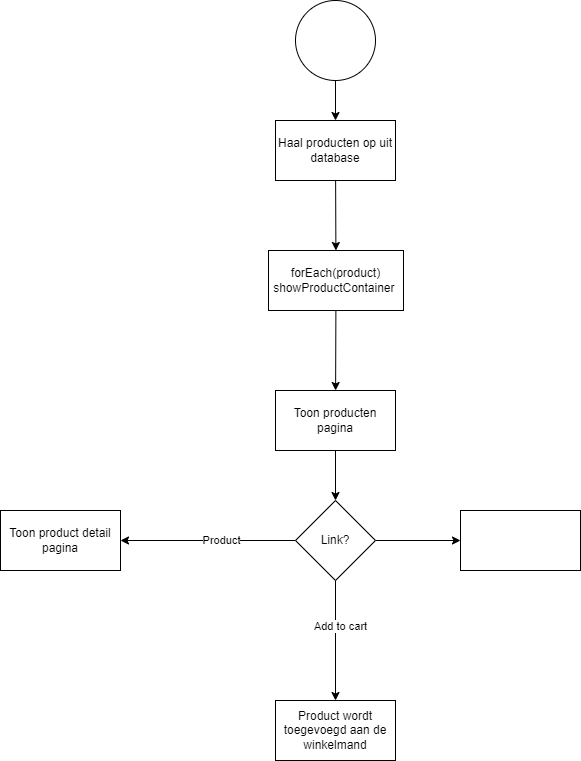 Haal producten op uit
database
forEach(product)
showProductContainer
Toon producten
pagina
Toon product detail
pagina
Product
Link?
Add to cart
Product wordt
toegevoegd aan de
winkelmand